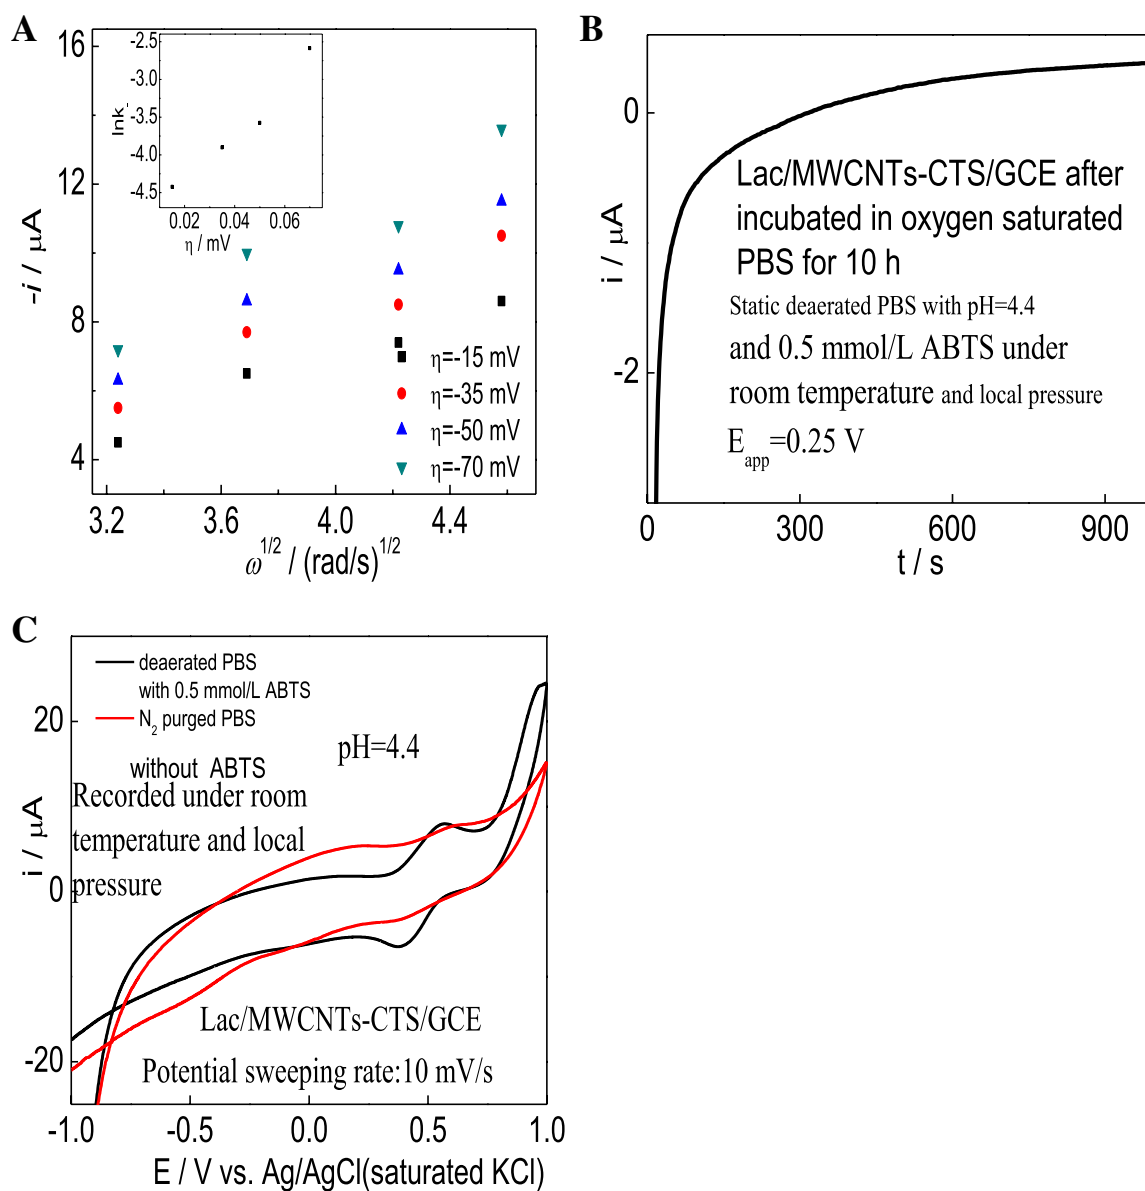 A
16
12
8
4
-i / μA
3.2 3.6 4.0 4.4
ω1/2 / (rad/s)1/2
-2.5
-3.0
-3.5
-4.0
-4.5
lnk-
0.02 0.04 0.06
η / mV
η=-15 mV
η=-35 mV
η=-50 mV
η=-70 mV
B
0
-2
i / μA
0 300 600 900
t / s
Lac/MWCNTs-CTS/GCE after
incubated in oxygen saturated
PBS for 10 h
Static deaerated PBS with pH=4.4
and 0.5 mmol/L ABTS under
room temperature and local pressure
Eapp=0.25 V
C
deaerated PBS
with 0.5 mmol/L ABTS
N2 purged PBS
without ABTS
pH=4.4
Recorded under room
temperature and local
pressure
20
0
-20
i / μA
Lac/MWCNTs-CTS/GCE
Potential sweeping rate:10 mV/s
-1.0 -0.5 0.0 0.5 1.0
E / V vs. Ag/AgCl(saturated KCl)